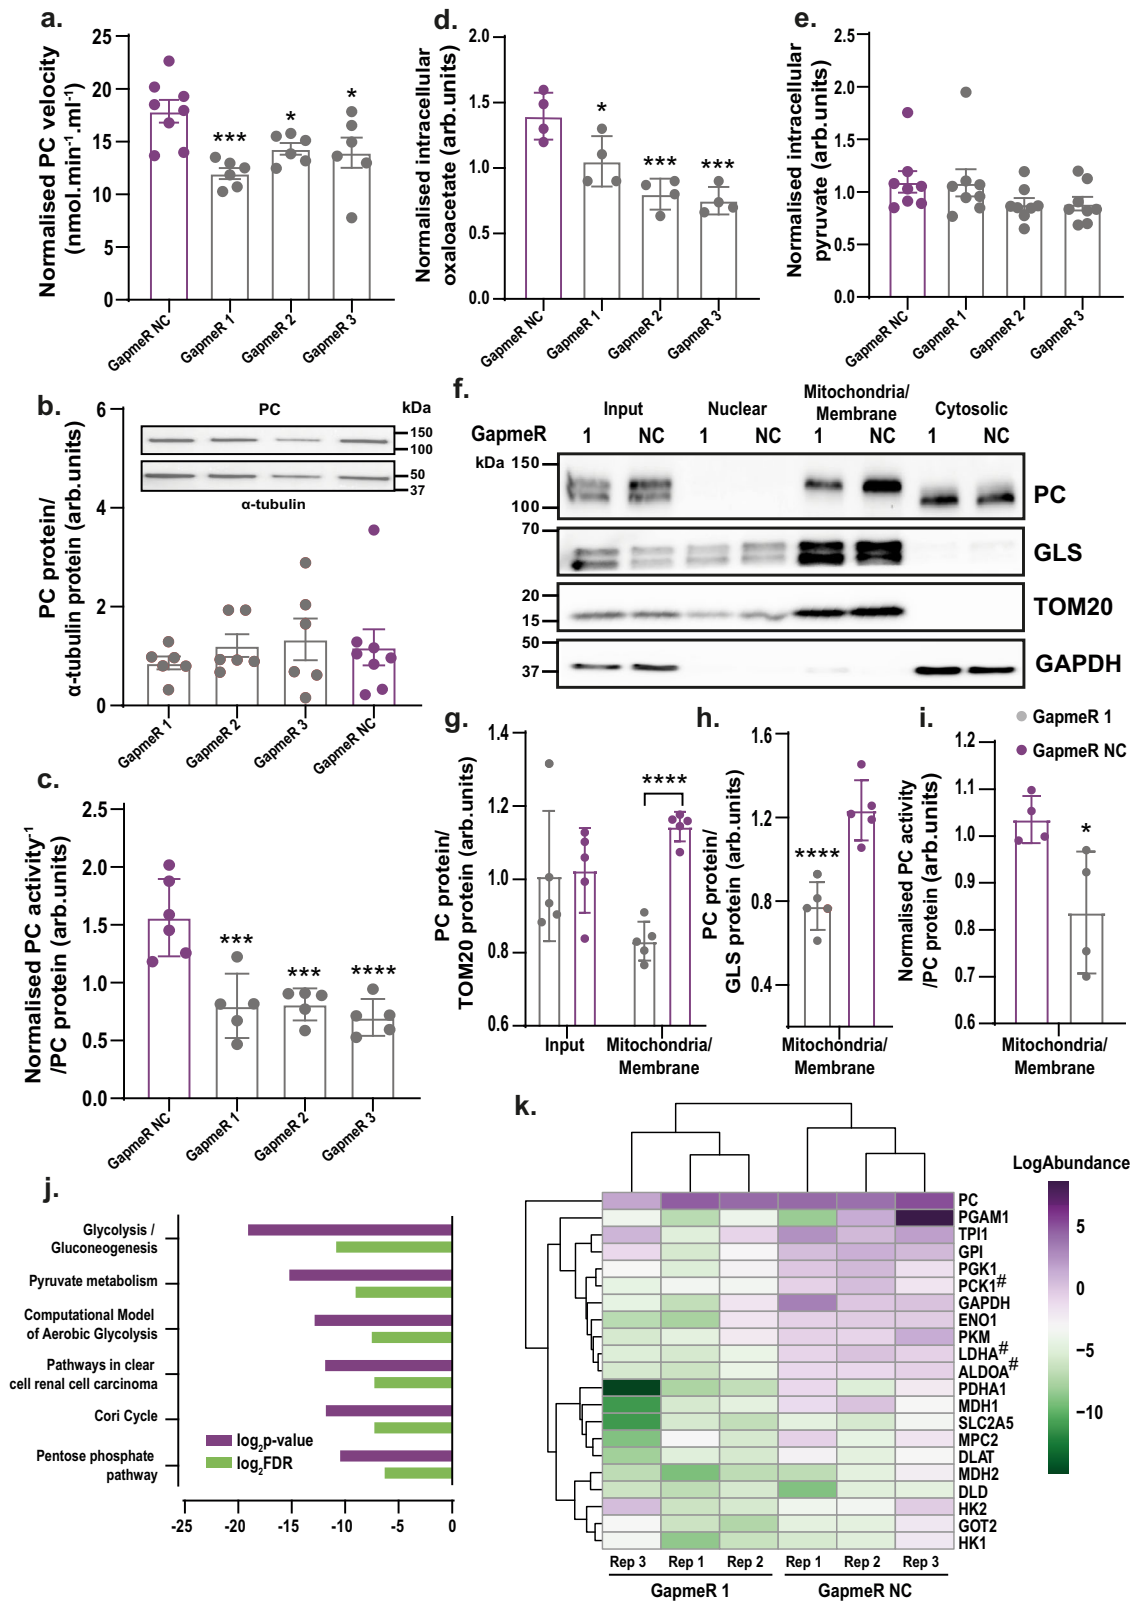 a.
Normalised PC velocity
(nmol.min⁻¹.ml⁻¹)
25
20
15
10
5
0
***
*
*
GapmeR NC
GapmeR 1
GapmeR 2
GapmeR 3
d.
Normalised intracellular
oxaloacetate (arb.units)
2.0
1.5
1.0
0.5
0.0
*
***
***
GapmeR NC
GapmeR 1
GapmeR 2
GapmeR 3
e.
Normalised intracellular
pyruvate (arb.units)
2.5
2.0
1.5
1.0
0.5
0.0
GapmeR NC
GapmeR 1
GapmeR 2
GapmeR 3
b.
PC protein/
α-tubulin protein (arb.units)
6
4
2
0
PC
kDa
150
100
50
37
α-tubulin
GapmeR 1
GapmeR 2
GapmeR 3
GapmeR NC
f.
Input
Nuclear
Mitochondria/
Membrane
Cytosolic
GapmeR
1
NC
1
NC
1
NC
1
NC
kDa
150
100
PC
70
GLS
20
15
TOM20
50
37
GAPDH
c.
Normalised PC activity⁻¹
/PC protein (arb.units)
2.5
2.0
1.5
1.0
0.5
0.0
***
***
****
GapmeR NC
GapmeR 1
GapmeR 2
GapmeR 3
g.
PC protein/
TOM20 protein (arb.units)
1.4
1.2
1.0
0.8
0.6
****
Input
Mitochondria/
Membrane
h.
PC protein/
GLS protein (arb.units)
1.6
1.2
0.8
0.4
****
Mitochondria/
Membrane
i.
GapmeR 1
GapmeR NC
Normalised PC activity
/PC protein (arb.units)
1.2
1.1
1.0
0.9
0.8
0.7
0.6
*
Mitochondria/
Membrane
j.
Glycolysis /
Gluconeogenesis
Pyruvate metabolism
Computational Model
of Aerobic Glycolysis
Pathways in clear
cell renal cell carcinoma
Cori Cycle
Pentose phosphate
pathway
log₂p-value
log₂FDR
-25
-20
-15
-10
-5
0
k.
LogAbundance
5
0
−5
−10
PC
PGAM1
TPI1
GPI
PGK1
PCK1#
GAPDH
ENO1
PKM
LDHA#
ALDOA#
PDHA1
MDH1
SLC2A5
MPC2
DLAT
MDH2
DLD
HK2
GOT2
HK1
Rep 3
Rep 1
Rep 2
Rep 1
Rep 2
Rep 3
GapmeR 1
GapmeR NC